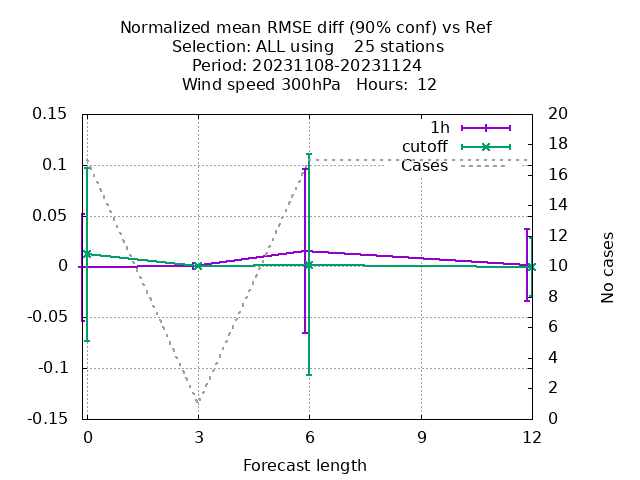 Normalized mean RMSE diff (90% conf) vs Ref
Selection: ALL using    25 stations
Period: 20231108-20231124
Wind speed 300hPa   Hours:  12
0.15
0.1
0.05
0
-0.05
-0.1
-0.15
20
18
16
14
12
10
8
6
4
2
0
1h
cutoff
Cases
No cases
0
3
6
9
12
Forecast length